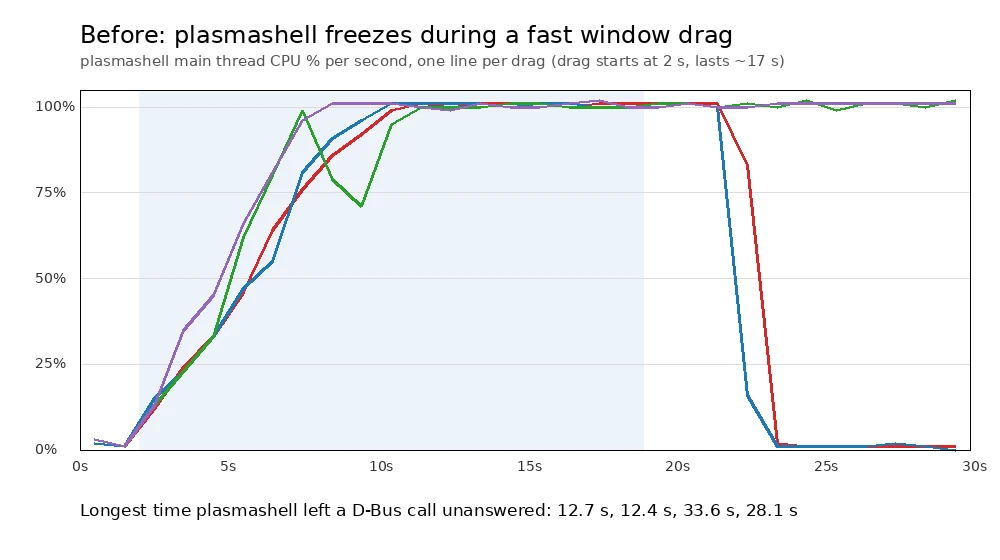 Before: plasmashell freezes during a fast window drag
plasmashell main thread CPU % per second, one line per drag (drag starts at 2 s, lasts ~17 s)
100%
75%
50%
25%
0%
0s 5s 10s 15s 20s 25s 30s
Longest time plasmashell left a D-Bus call unanswered: 12.7 s, 12.4 s, 33.6 s, 28.1 s